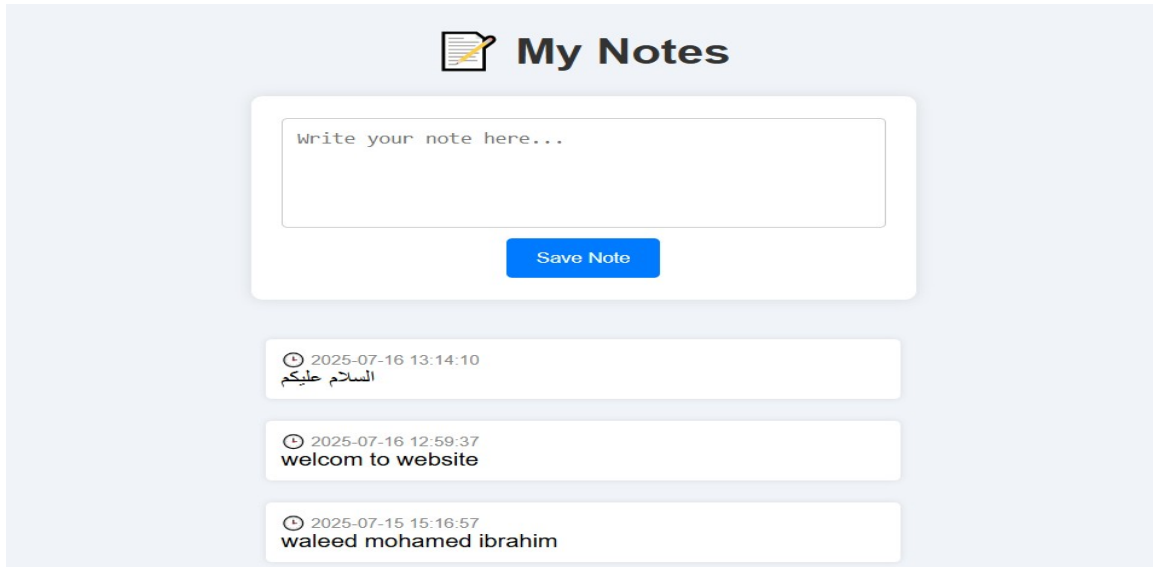 My Notes
Write your note here...
Save Note
2025-07-16 13:14:10
السلام عليكم
2025-07-16 12:59:37
welcom to website
2025-07-15 15:16:57
waleed mohamed ibrahim